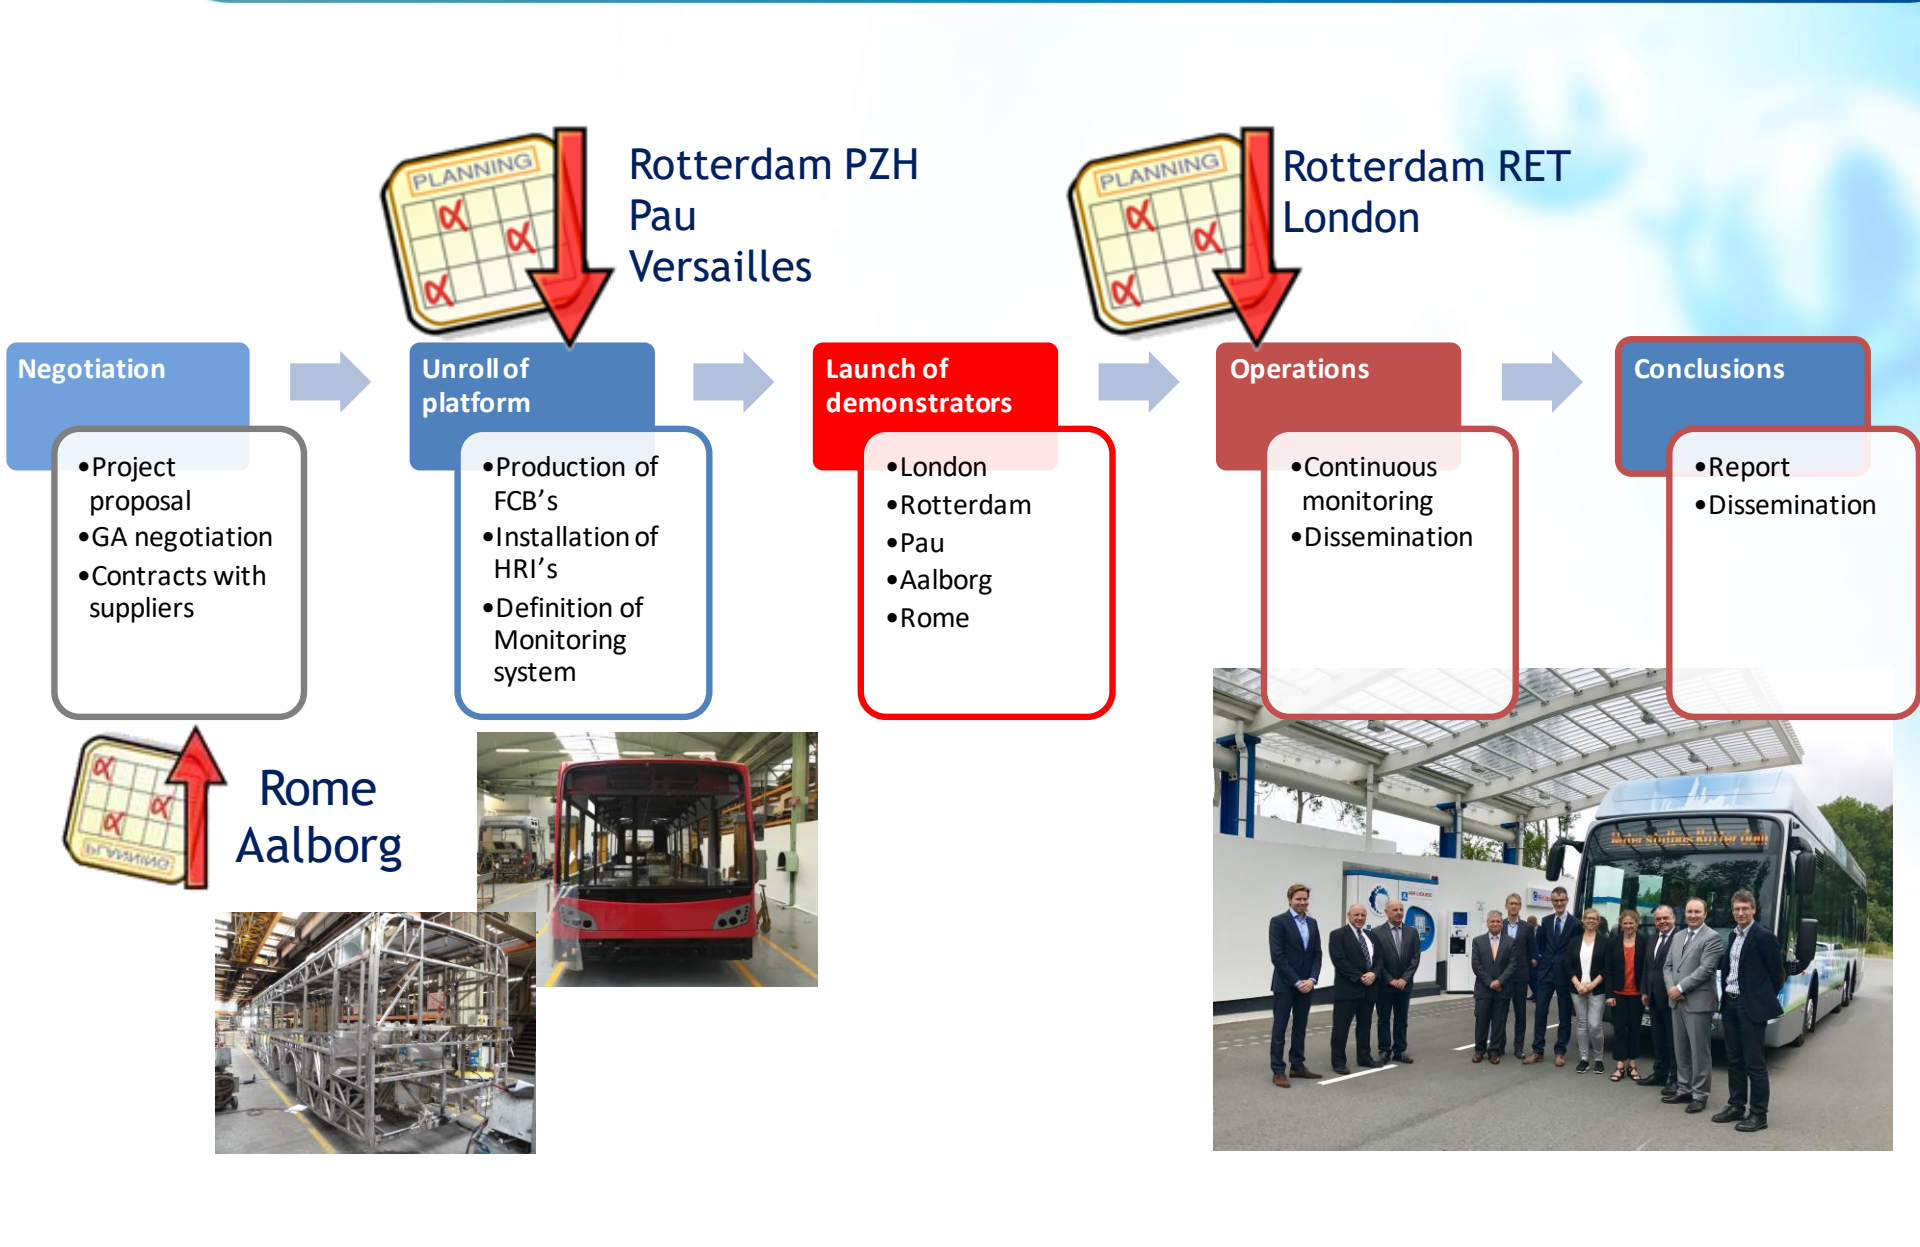 PLANNING
Rotterdam PZH
Pau
Versailles
PLANNING
Rotterdam RET
London
Negotiation
•Project
proposal
•GA negotiation
•Contracts with
suppliers
Unroll of
platform
•Production of
FCB’s
•Installation of
HRI’s
•Definition of
Monitoring
system
Launch of
demonstrators
•London
•Rotterdam
•Pau
•Aalborg
•Rome
Operations
•Continuous
monitoring
•Dissemination
Conclusions
•Report
•Dissemination
PLANNING
Rome
Aalborg
AIR LIQUIDE